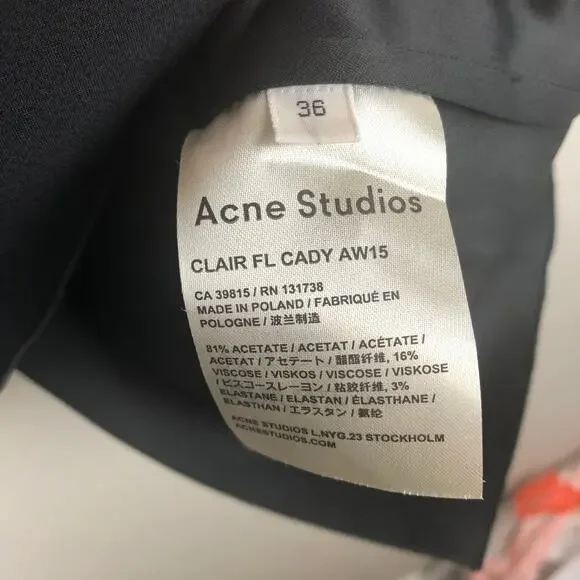 36
Acne Studios
CLAIR FL CADY AW15
CA 39815 / RN 131738
MADE IN POLAND / FABRIQUÉ EN
POLOGNE / 波兰制造
81% ACETATE / ACETAT / ACÉTATE /
ACETAT / アセテート / 醋酯纤维, 16%
VISCOSE / VISKOS / VISCOSE / VISKOSE
/ ビスコースレーヨン / 粘胶纤维, 3%
ELASTANE / ELASTAN / ÉLASTHANE /
ELASTHAN / エラスタン / 氨纶
ACNE STUDIOS L.NYG.23 STOCKHOLM
ACNESTUDIOS.COM